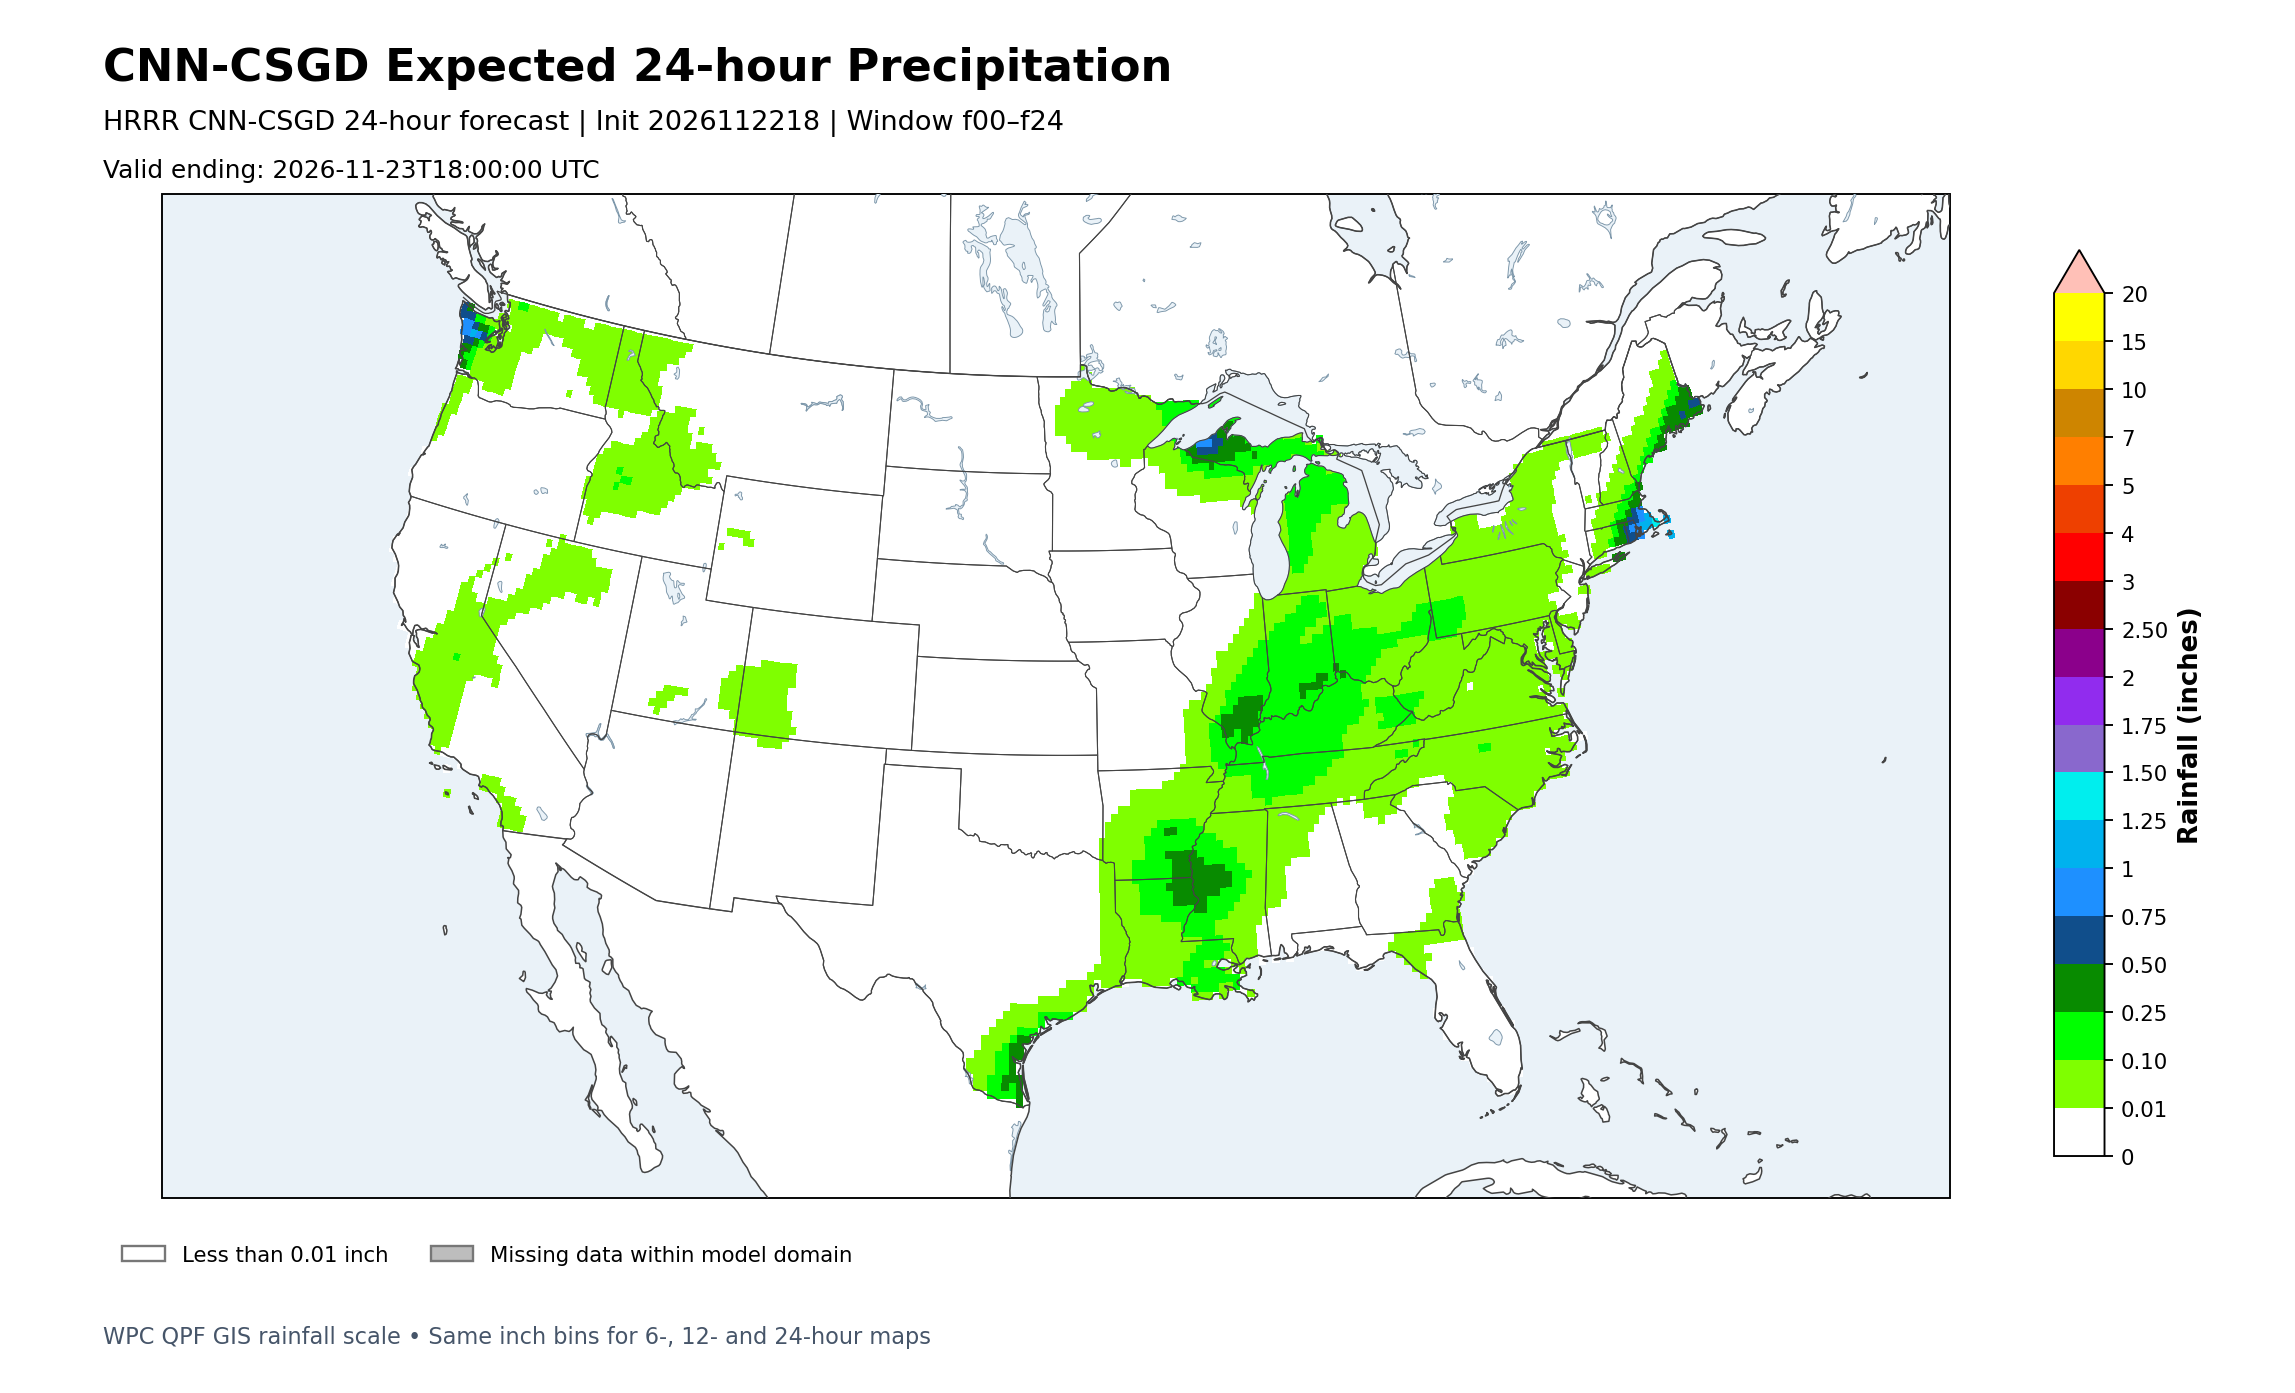 CNN-CSGD Expected 24-hour Precipitation
HRRR CNN-CSGD 24-hour forecast | Init 2026112218 | Window f00–f24
Valid ending: 2026-11-23T18:00:00 UTC
20
15
10
7
5
4
3
2.50
2
1.75
1.50
1.25
1
0.75
0.50
0.25
0.10
0.01
0
Rainfall (inches)
Less than 0.01 inch
Missing data within model domain
WPC QPF GIS rainfall scale • Same inch bins for 6-, 12- and 24-hour maps